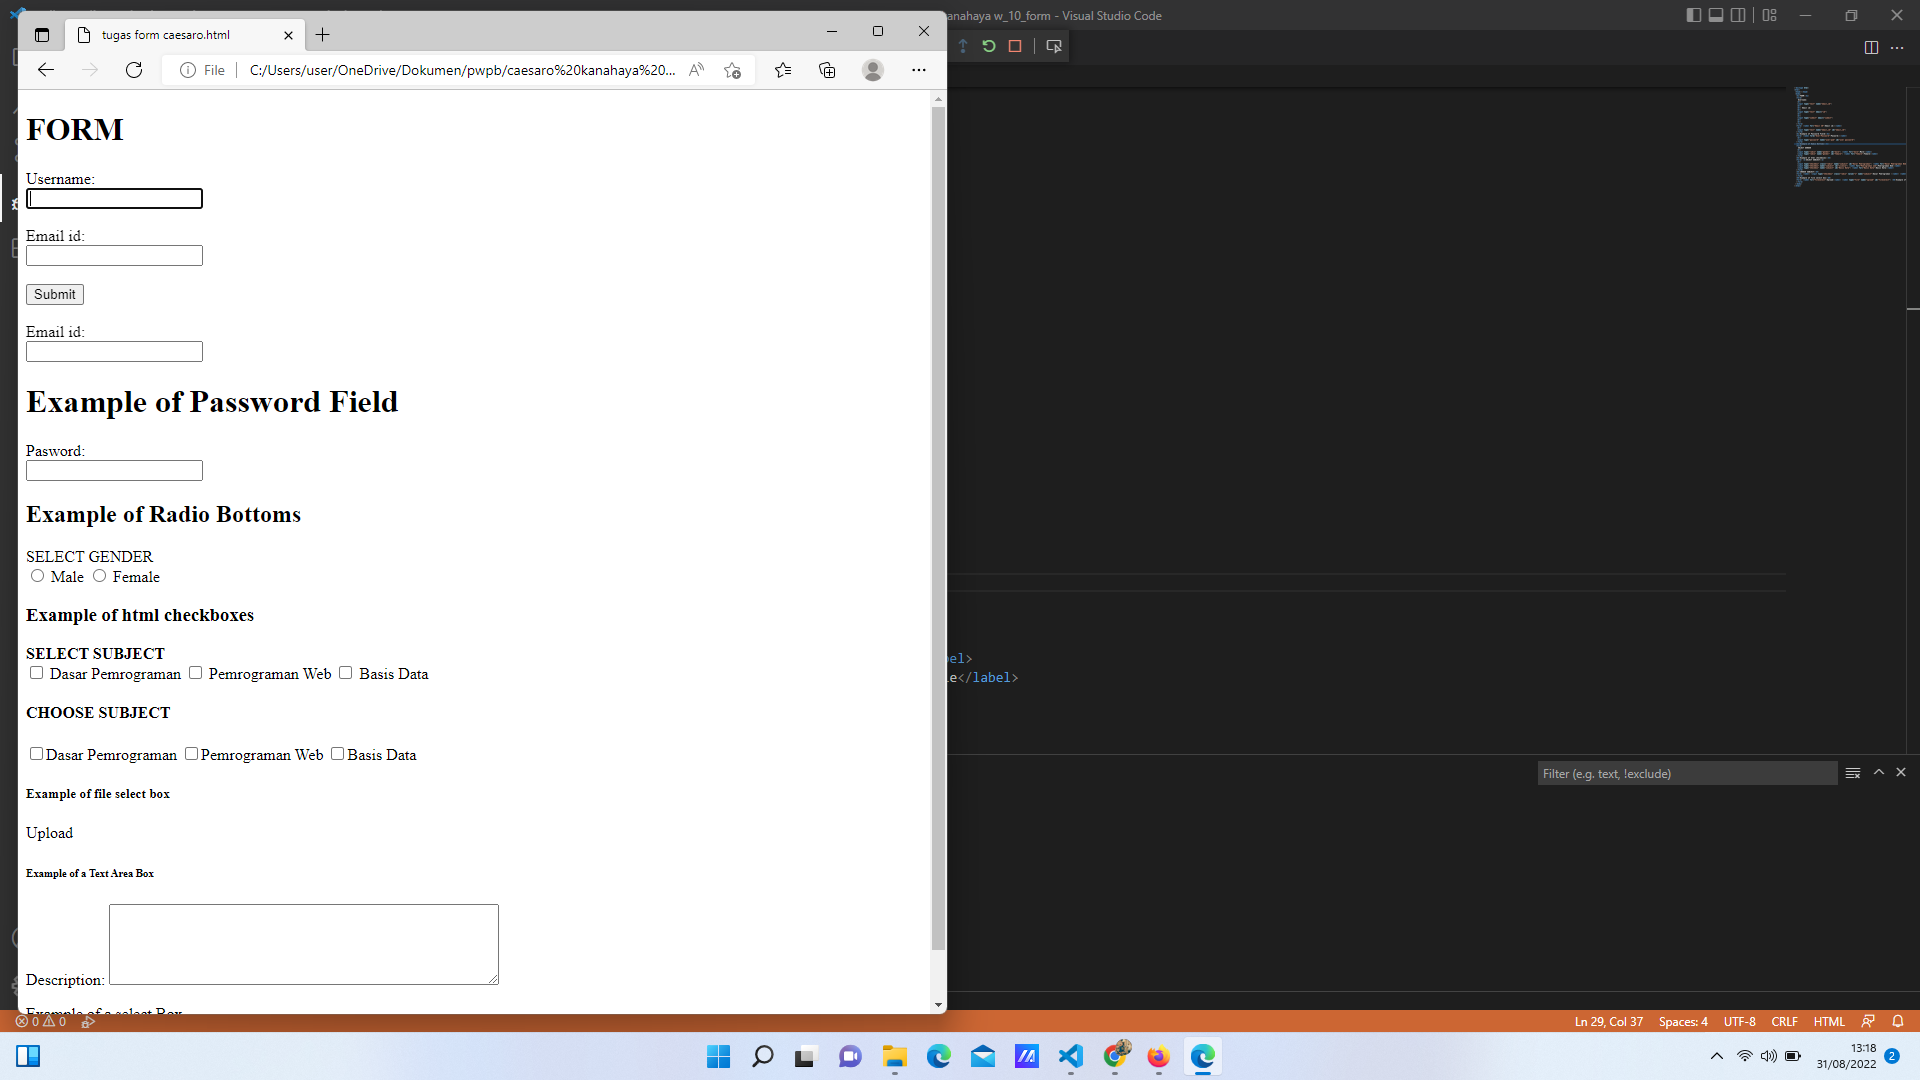 anahaya w_10_form - Visual Studio Code
tugas form caesaro.html
File
C:/Users/user/OneDrive/Dokumen/pwpb/caesaro%20kanahaya%20...
FORM
Username:
Email id:
Submit
Email id:
Example of Password Field
Pasword:
Example of Radio Bottoms
SELECT GENDER
Male Female
Example of html checkboxes
SELECT SUBJECT
Dasar Pemrograman Pemrograman Web Basis Data
CHOOSE SUBJECT
Dasar Pemrograman Pemrograman Web Basis Data
Example of file select box
Upload
Example of a Text Area Box
Description:
Example of a select Box
el>
e</label>
Filter (e.g. text, !exclude)
0 0
Ln 29, Col 37 Spaces: 4 UTF-8 CRLF HTML
13:18
31/08/2022
2